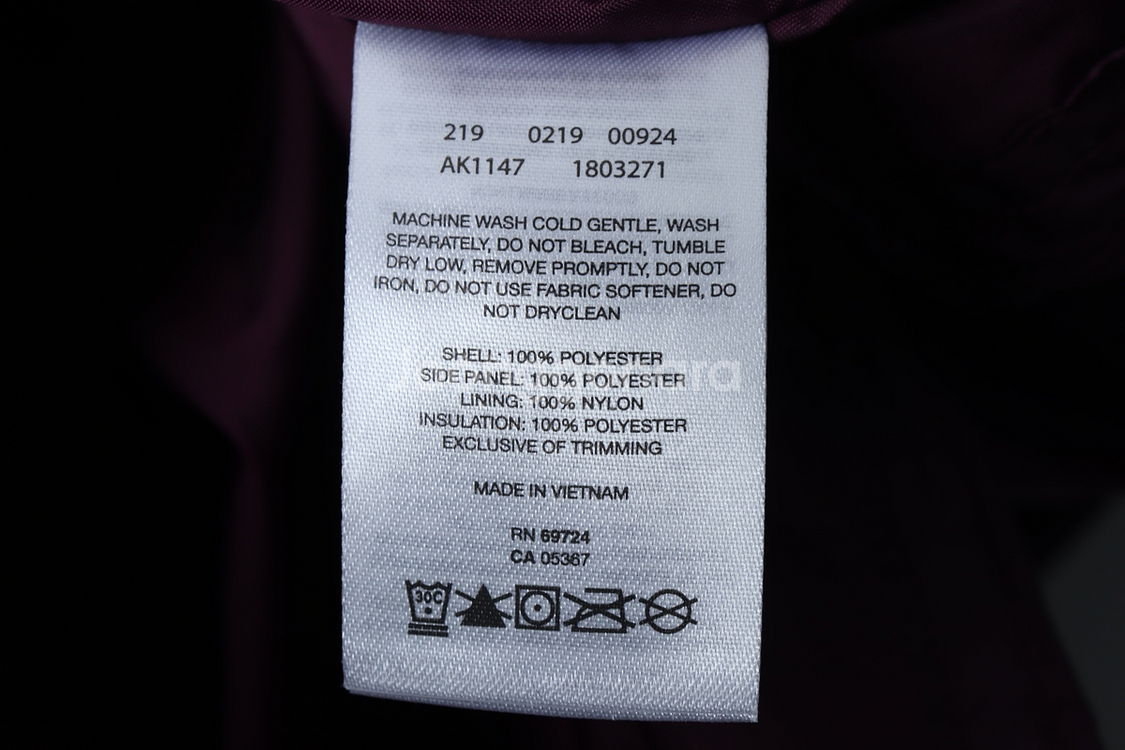 219 0219 00924
AK1147 1803271
MACHINE WASH COLD GENTLE, WASH
SEPARATELY, DO NOT BLEACH, TUMBLE
DRY LOW, REMOVE PROMPTLY, DO NOT
IRON, DO NOT USE FABRIC SOFTENER, DO
NOT DRYCLEAN
SHELL: 100% POLYESTER
SIDE PANEL: 100% POLYESTER
LINING: 100% NYLON
INSULATION: 100% POLYESTER
EXCLUSIVE OF TRIMMING
MADE IN VIETNAM
RN 69724
CA 05367
30C